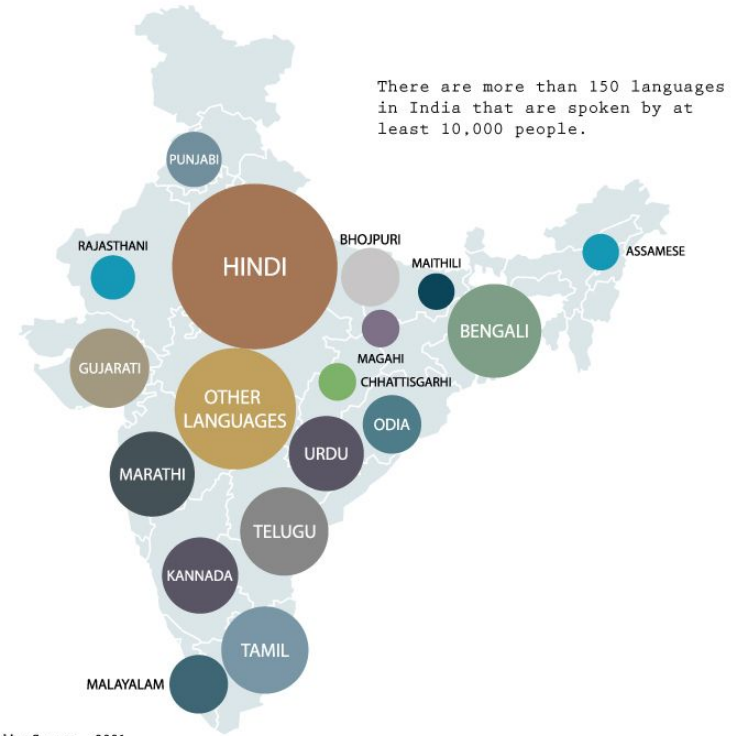 There are more than 150 languages
in India that are spoken by at
least 10,000 people.
PUNJABI
RAJASTHANI
HINDI
BHOJPURI
MAITHILI
ASSAMESE
BENGALI
GUJARATI
MAGAHI
CHHATTISGARHI
OTHER
LANGUAGES
ODIA
URDU
MARATHI
TELUGU
KANNADA
TAMIL
MALAYALAM